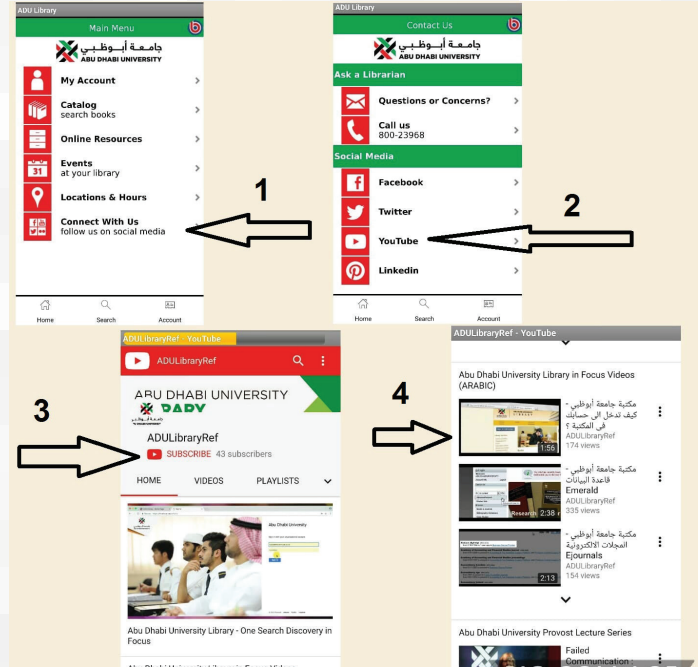 1
ADU Library
Main Menu
جامـعـة أبـــوظـبــي
ABU DHABI UNIVERSITY
My Account
Catalog
search books
Online Resources
31
Events
at your library
Locations & Hours
Connect With Us
follow us on social media
Home Search Account
2
ADU Library
Contact Us
جامـعـة أبـــوظـبــي
ABU DHABI UNIVERSITY
Ask a Librarian
Questions or Concerns?
Call us
800-23968
Social Media
Facebook
Twitter
YouTube
Linkedin
Home Search Account
3
ADULibraryRef - YouTube
ADULibraryRef
ABU DHABI UNIVERSITY
ADULibraryRef
SUBSCRIBE 43 subscribers
HOME VIDEOS PLAYLISTS
Abu Dhabi University
Abu Dhabi University Library - One Search Discovery in
Focus
4
ADULibraryRef - YouTube
Abu Dhabi University Library in Focus Videos
(ARABIC)
مكتبة جامعة أبوظبي -
كيف تدخل الى حسابك
في المكتبة ؟
ADULibraryRef
174 views
1:56
مكتبة جامعة أبوظبي -
قاعدة البيانات
Emerald
ADULibraryRef
335 views
Research 2:38
مكتبة جامعة أبوظبي -
المجلات الالكترونية
Ejournals
ADULibraryRef
154 views
2:13
Abu Dhabi University Provost Lecture Series
Failed
Communication :